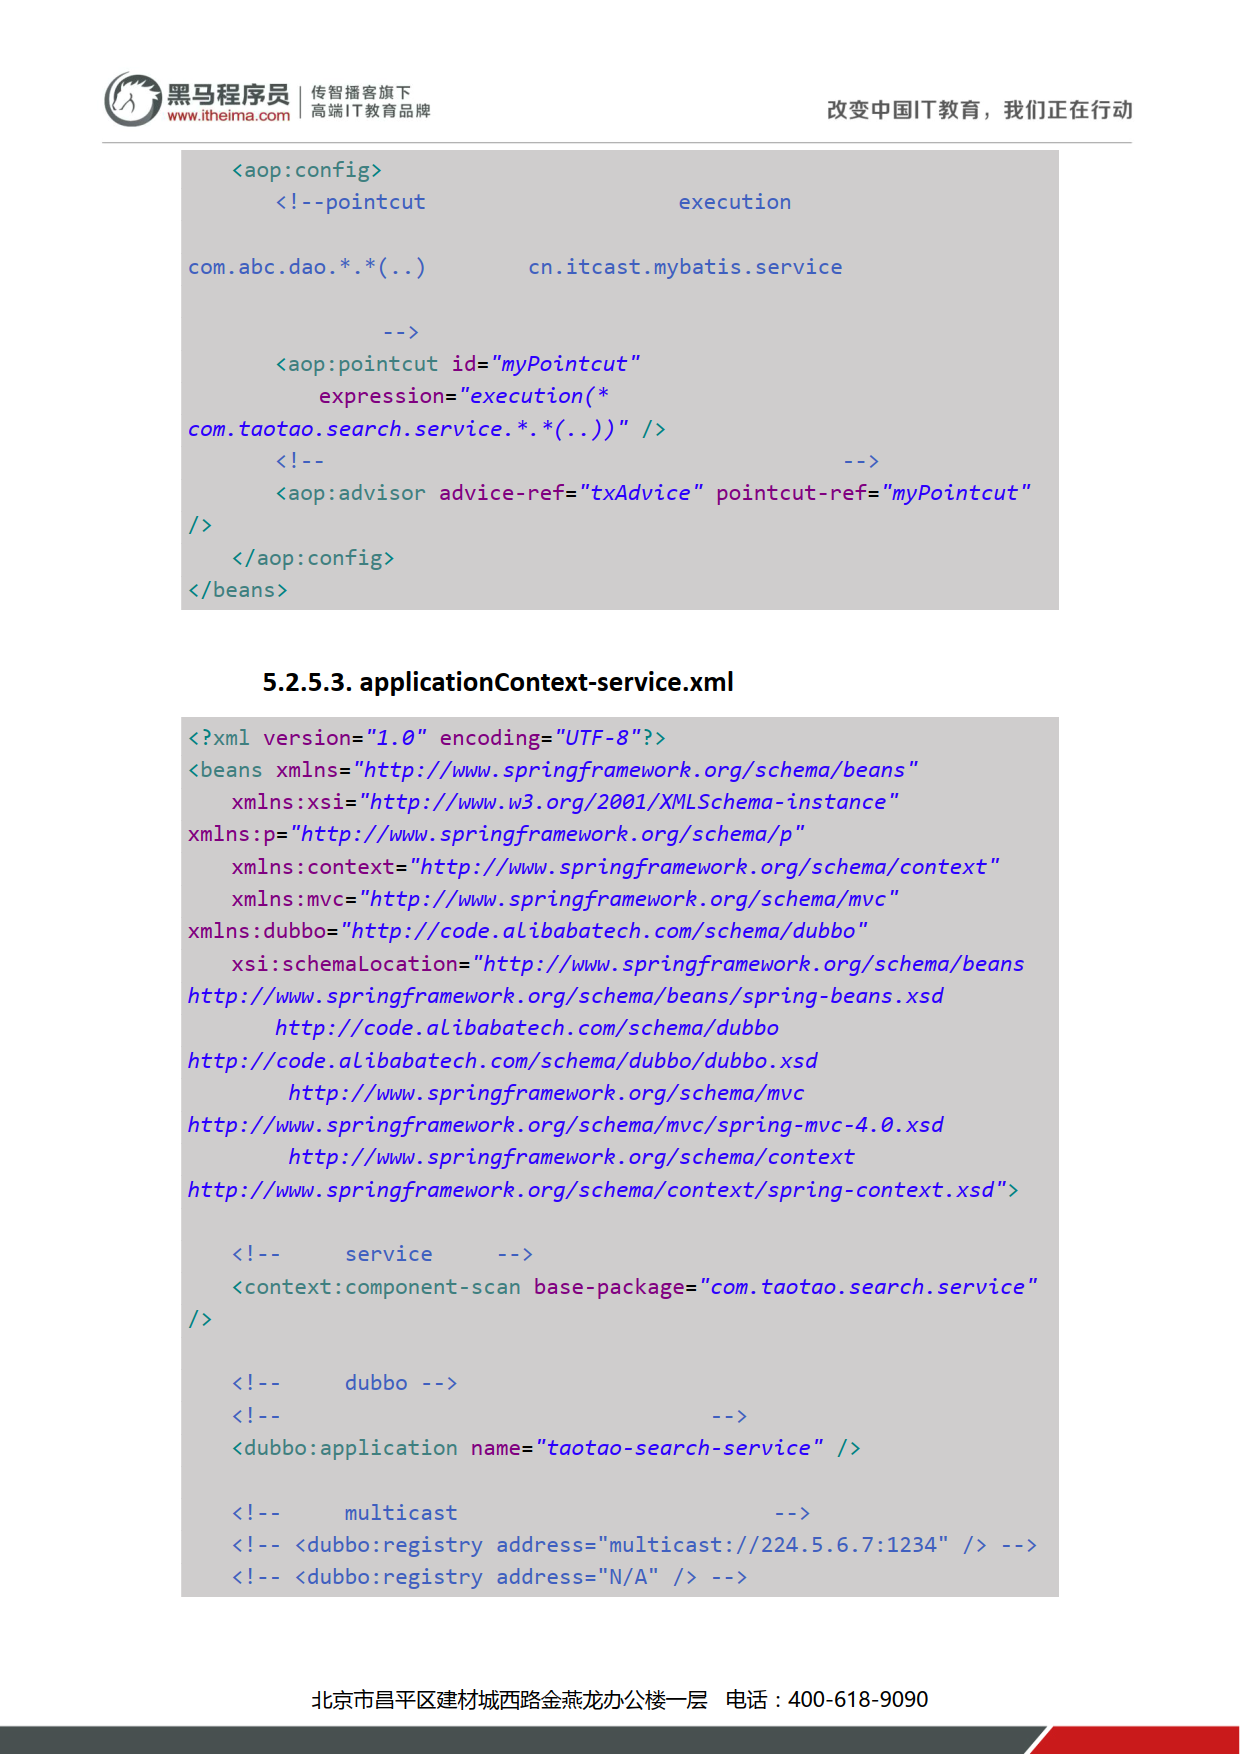 黑马程序员
www.itheima.com
传智播客旗下
高端IT教育品牌
改变中国IT教育，我们正在行动
<aop:config>
<!--pointcut execution
com.abc.dao.*.*(..) cn.itcast.mybatis.service
-->
<aop:pointcut id="myPointcut"
expression="execution(*
com.taotao.search.service.*.*(..))" />
<!-- -->
<aop:advisor advice-ref="txAdvice" pointcut-ref="myPointcut"
/>
</aop:config>
</beans>
5.2.5.3. applicationContext-service.xml
<?xml version="1.0" encoding="UTF-8"?>
<beans xmlns="http://www.springframework.org/schema/beans"
xmlns:xsi="http://www.w3.org/2001/XMLSchema-instance"
xmlns:p="http://www.springframework.org/schema/p"
xmlns:context="http://www.springframework.org/schema/context"
xmlns:mvc="http://www.springframework.org/schema/mvc"
xmlns:dubbo="http://code.alibabatech.com/schema/dubbo"
xsi:schemaLocation="http://www.springframework.org/schema/beans
http://www.springframework.org/schema/beans/spring-beans.xsd
http://code.alibabatech.com/schema/dubbo
http://code.alibabatech.com/schema/dubbo/dubbo.xsd
http://www.springframework.org/schema/mvc
http://www.springframework.org/schema/mvc/spring-mvc-4.0.xsd
http://www.springframework.org/schema/context
http://www.springframework.org/schema/context/spring-context.xsd">
<!-- service -->
<context:component-scan base-package="com.taotao.search.service"
/>
<!-- dubbo -->
<!-- -->
<dubbo:application name="taotao-search-service" />
<!-- multicast -->
<!-- <dubbo:registry address="multicast://224.5.6.7:1234" /> -->
<!-- <dubbo:registry address="N/A" /> -->
北京市昌平区建材城西路金燕龙办公楼一层 电话：400-618-9090